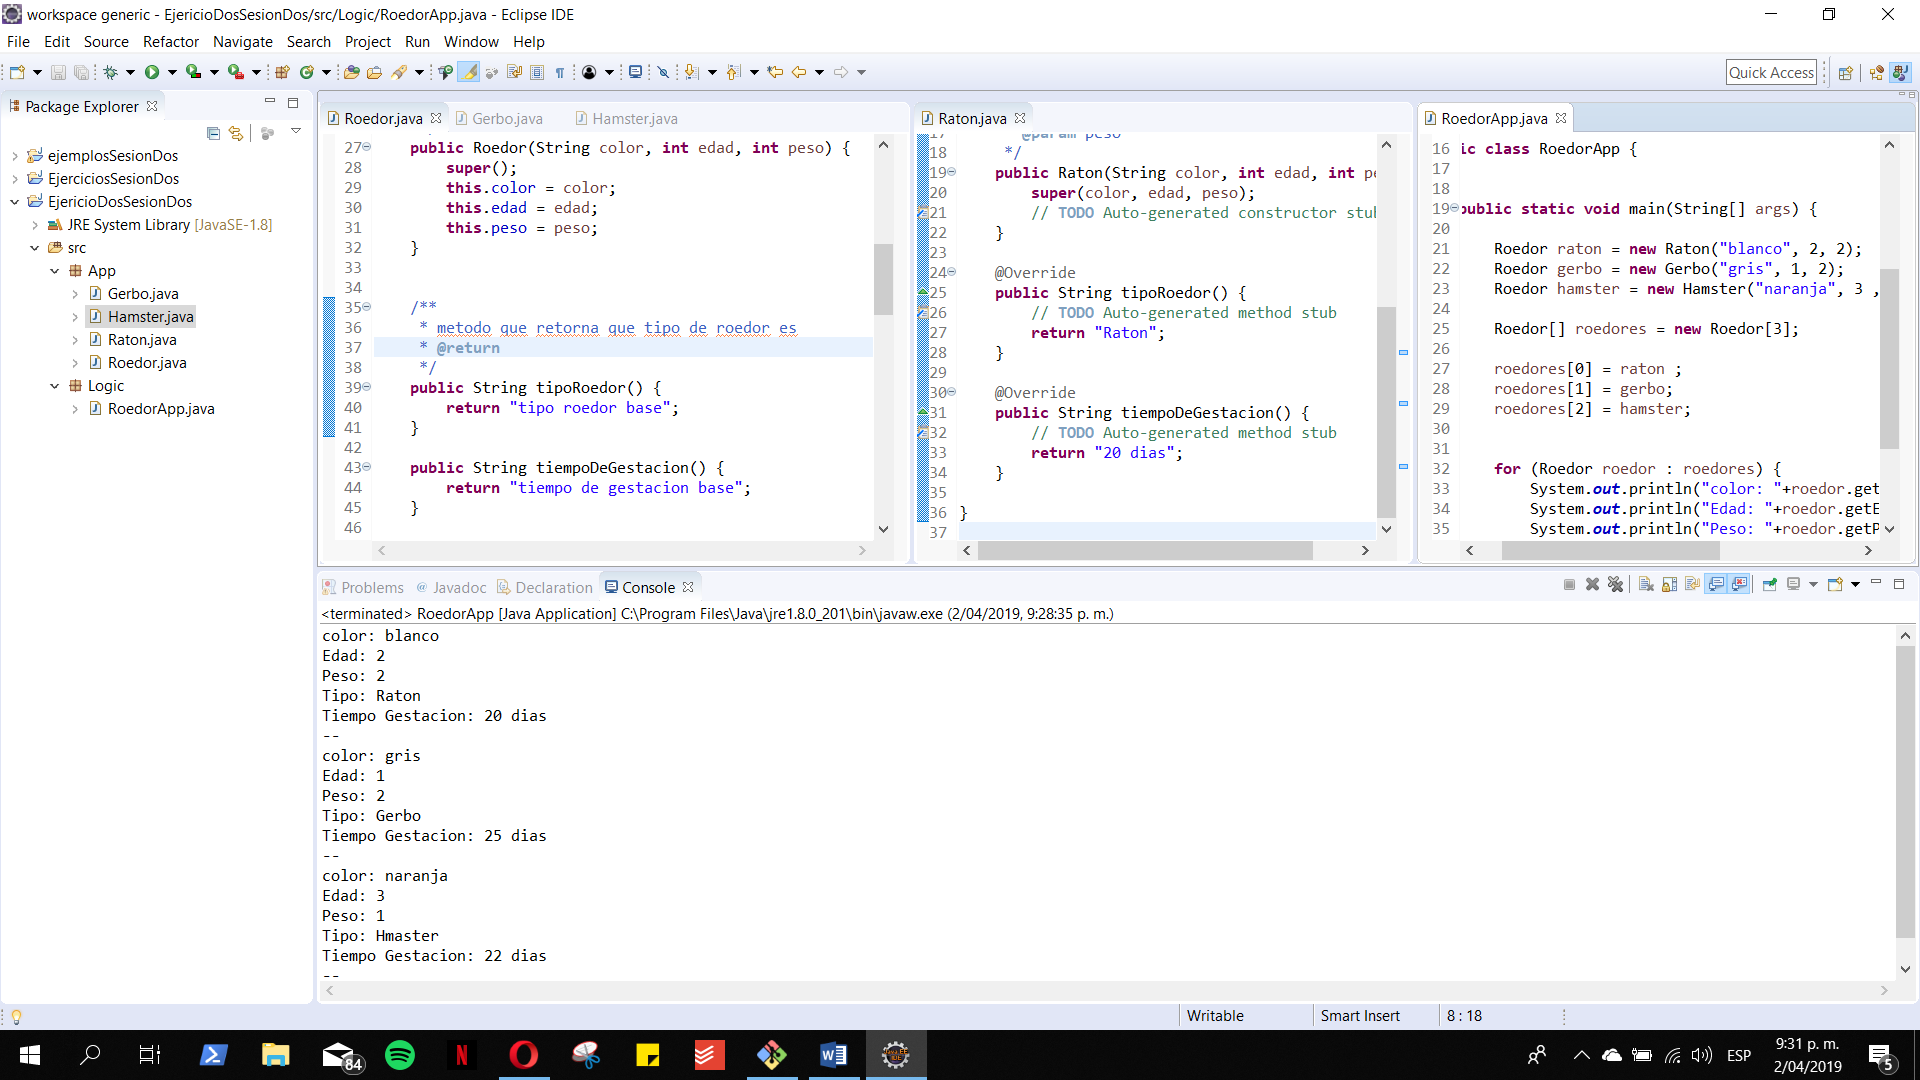 workspace generic - EjericioDosSesionDos/src/Logic/RoedorApp.java - Eclipse IDE
File Edit Source Refactor Navigate Search Project Run Window Help
Quick Access
Package Explorer
ejemplosSesionDos
EjerciciosSesionDos
EjericioDosSesionDos
JRE System Library [JavaSE-1.8]
src
App
Gerbo.java
Hamster.java
Raton.java
Roedor.java
Logic
RoedorApp.java
Roedor.java Gerbo.java Hamster.java
27 public Roedor(String color, int edad, int peso) {
28 super();
29 this.color = color;
30 this.edad = edad;
31 this.peso = peso;
32 }
33
34
35 /**
36 * metodo que retorna que tipo de roedor es
37 * @return
38 */
39 public String tipoRoedor() {
40 return "tipo roedor base";
41 }
42
43 public String tiempoDeGestacion() {
44 return "tiempo de gestacion base";
45 }
46
Raton.java
17 @param peso
18 */
19 public Raton(String color, int edad, int pe
20 super(color, edad, peso);
21 // TODO Auto-generated constructor stu
22 }
23
24 @Override
25 public String tipoRoedor() {
26 // TODO Auto-generated method stub
27 return "Raton";
28 }
29
30 @Override
31 public String tiempoDeGestacion() {
32 // TODO Auto-generated method stub
33 return "20 dias";
34 }
35
36 }
37
RoedorApp.java
16 ic class RoedorApp {
17
18
19 public static void main(String[] args) {
20
21 Roedor raton = new Raton("blanco", 2, 2);
22 Roedor gerbo = new Gerbo("gris", 1, 2);
23 Roedor hamster = new Hamster("naranja", 3 ,
24
25 Roedor[] roedores = new Roedor[3];
26
27 roedores[0] = raton ;
28 roedores[1] = gerbo;
29 roedores[2] = hamster;
30
31
32 for (Roedor roedor : roedores) {
33 System.out.println("color: "+roedor.get
34 System.out.println("Edad: "+roedor.getE
35 System.out.println("Peso: "+roedor.getP
Problems Javadoc Declaration Console
<terminated> RoedorApp [Java Application] C:\Program Files\Java\jre1.8.0_201\bin\javaw.exe (2/04/2019, 9:28:35 p. m.)
color: blanco
Edad: 2
Peso: 2
Tipo: Raton
Tiempo Gestacion: 20 dias
--
color: gris
Edad: 1
Peso: 2
Tipo: Gerbo
Tiempo Gestacion: 25 dias
--
color: naranja
Edad: 3
Peso: 1
Tipo: Hmaster
Tiempo Gestacion: 22 dias
--
Writable Smart Insert 8 : 18
84
ESP
9:31 p. m.
2/04/2019
5